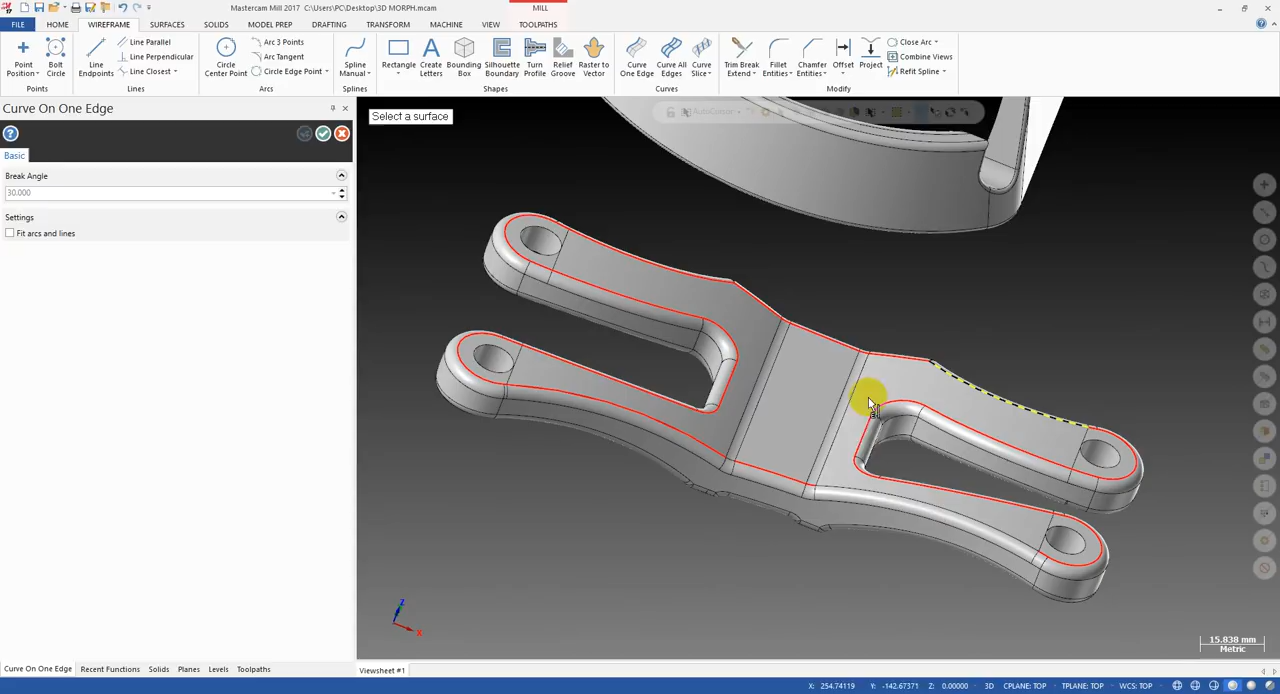 Mastercam Mill 2017 C:\Users\PC\Desktop\3D MORPH.mcam
MILL
FILE HOME WIREFRAME SURFACES SOLIDS MODEL PREP DRAFTING TRANSFORM MACHINE VIEW TOOLPATHS
Point Position
Bolt Circle
Points
Line Endpoints
Line Parallel
Line Perpendicular
Line Closest
Lines
Circle Center Point
Arc 3 Points
Arc Tangent
Circle Edge Point
Arcs
Spline Manual
Splines
Rectangle
Create Letters
Bounding Box
Silhouette Boundary
Turn Profile
Relief Groove
Raster to Vector
Shapes
Curve One Edge
Curve All Edges
Curve Slice
Curves
Trim Break Extend
Fillet Entities
Chamfer Entities
Offset
Project
Close Arc
Combine Views
Refit Spline
Modify
Curve On One Edge
Basic
Break Angle
30.000
Settings
Fit arcs and lines
Select a surface
AutoCursor
Z
X
15.838 mm
Metric
Curve On One Edge Recent Functions Solids Planes Levels Toolpaths
Viewsheet #1
X: 254.74119 Y: -142.67371 Z: 0.00000 3D CPLANE: TOP TPLANE: TOP WCS: TOP